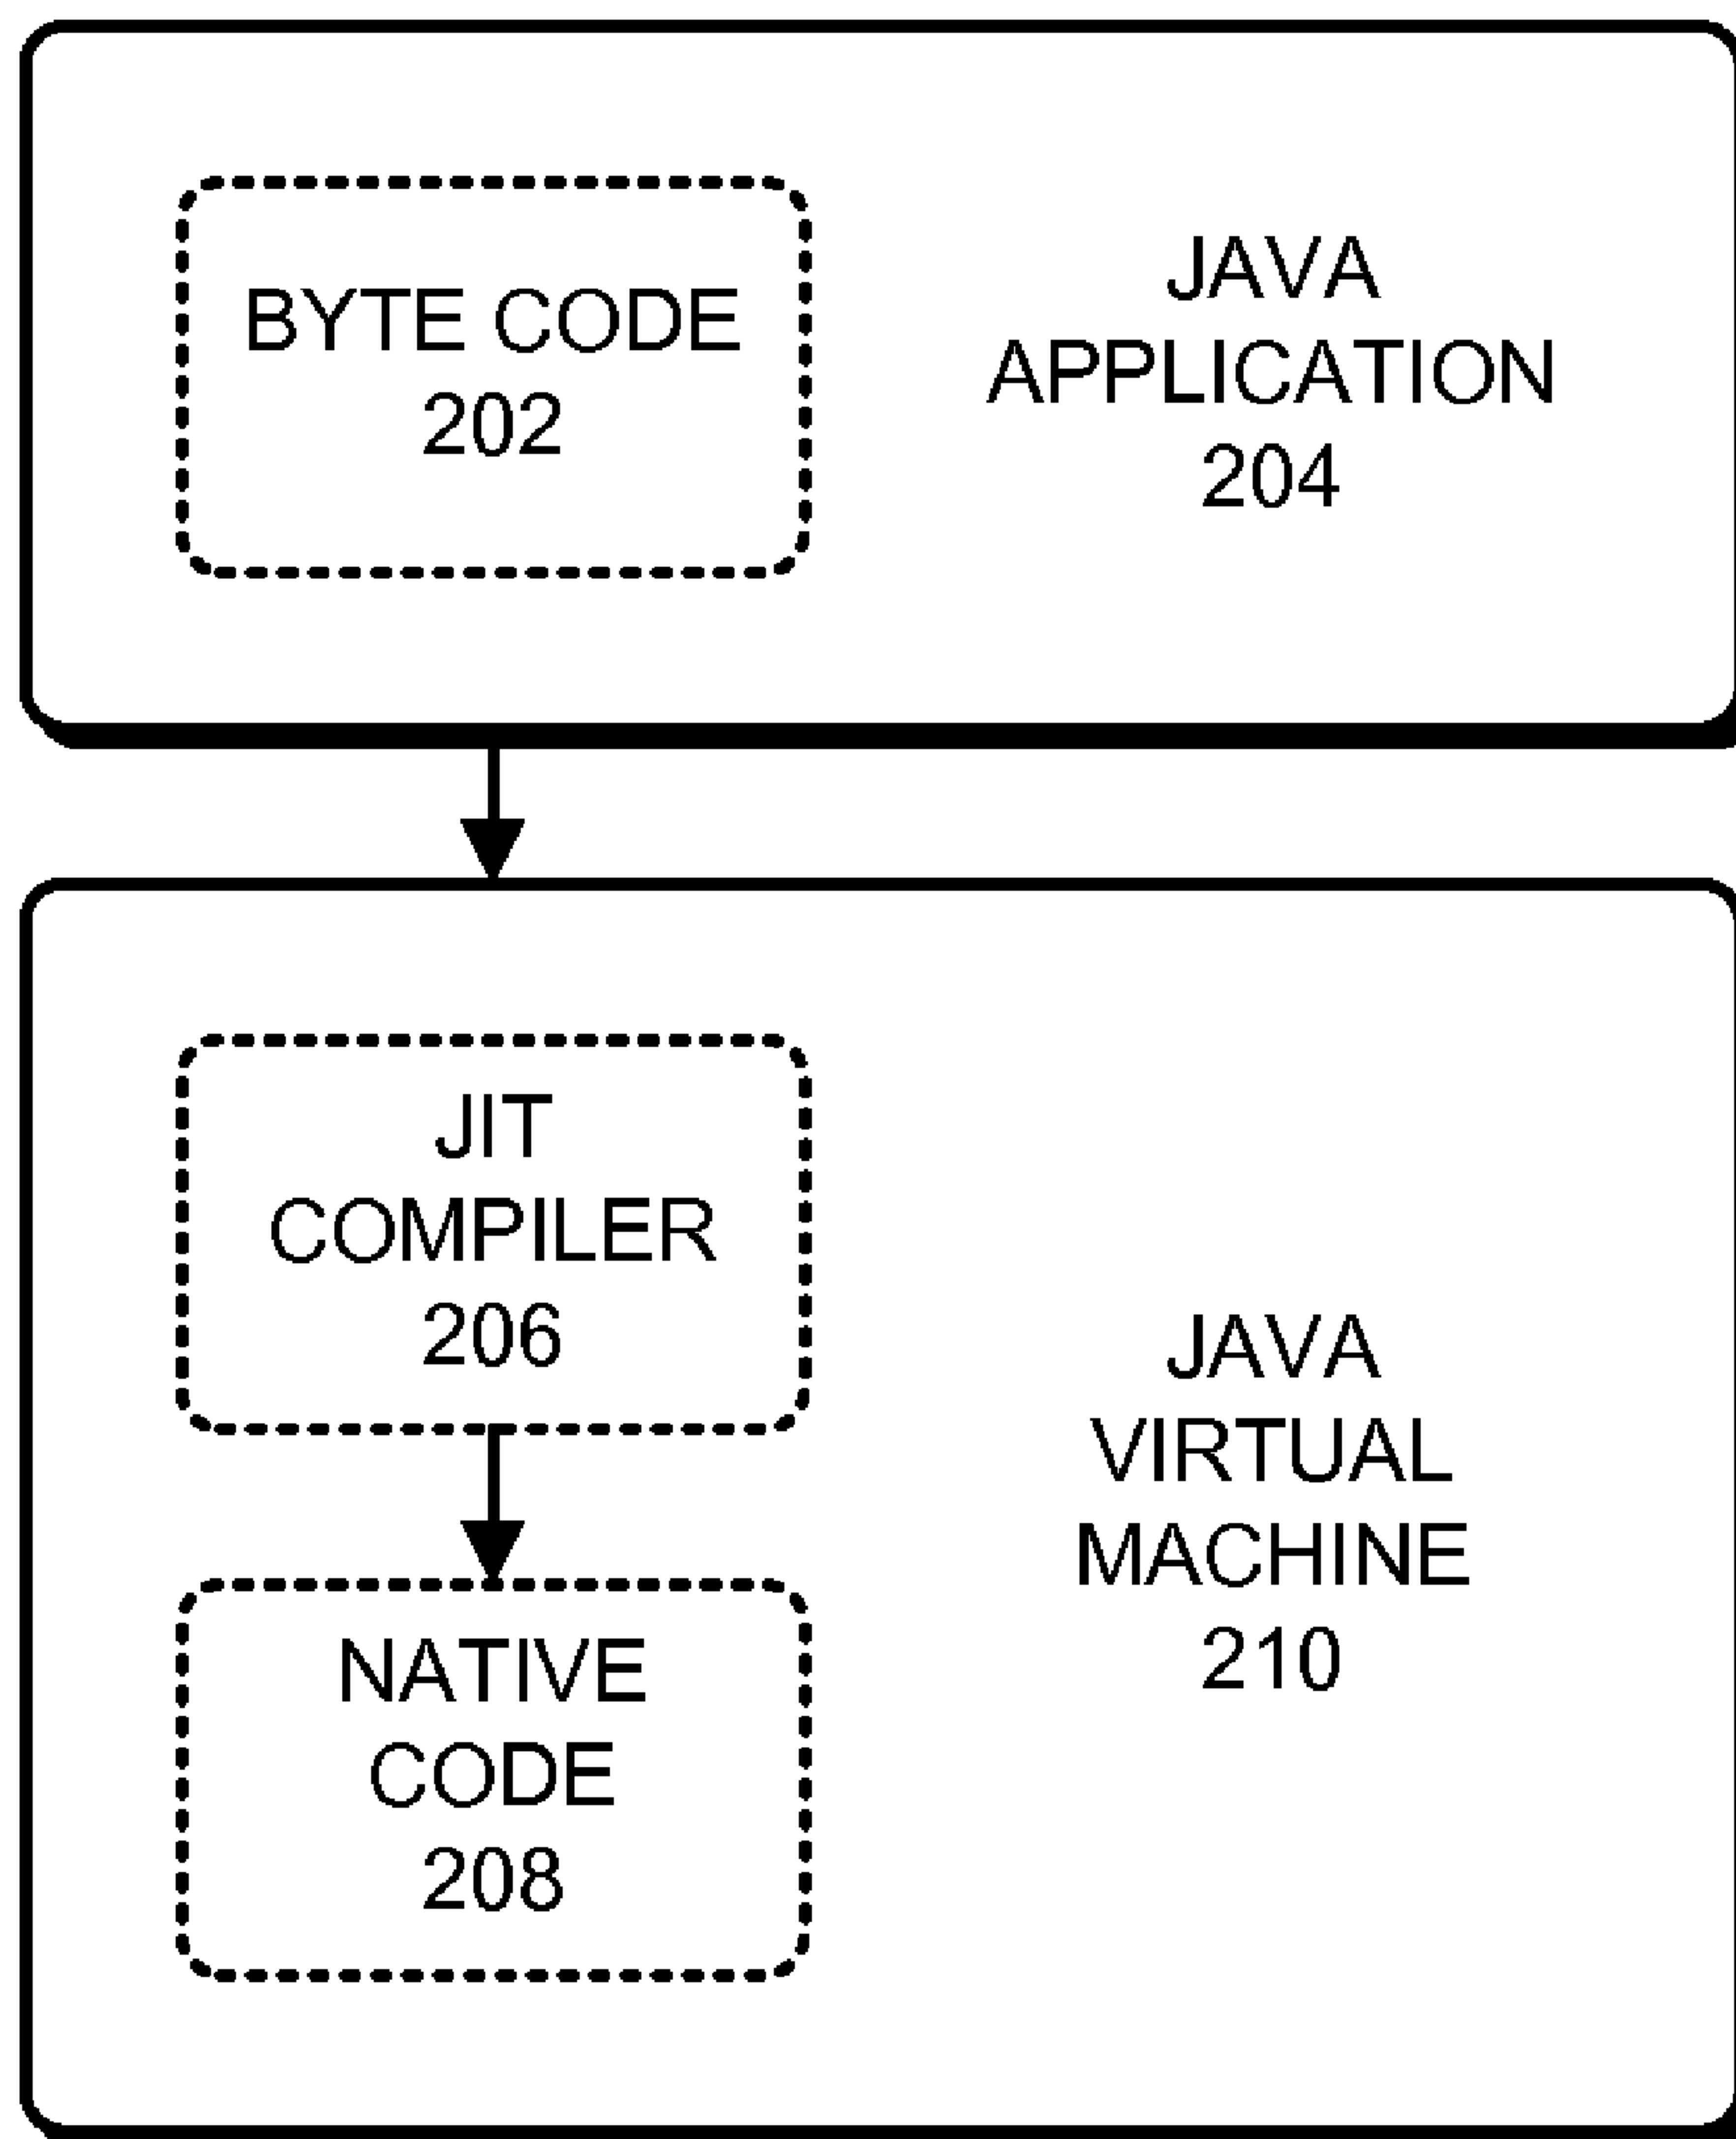 BYTE CODE
202
JAVA
APPLICATION
204
JIT
COMPILER
206
NATIVE
CODE
208
JAVA
VIRTUAL
MACHINE
210